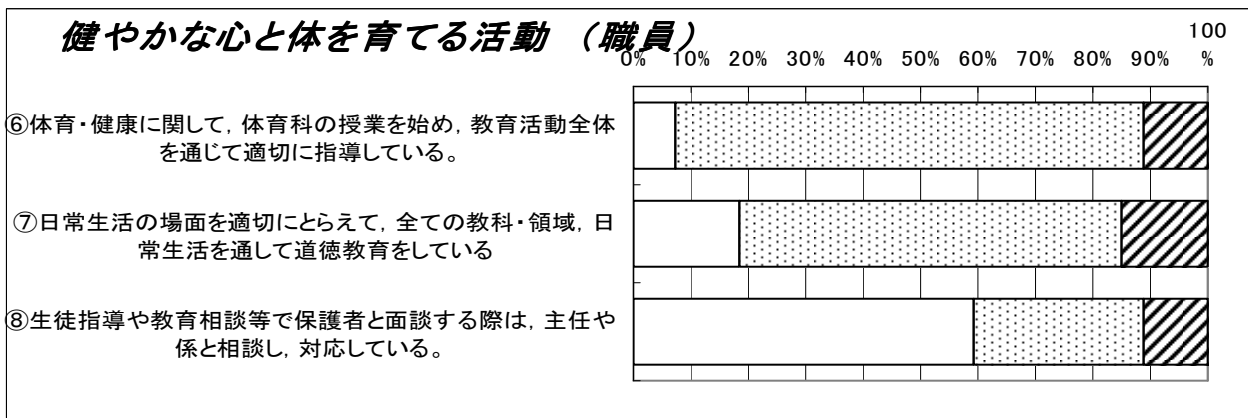 健やかな心と体を育てる活動 （職員）
0% 10% 20% 30% 40% 50% 60% 70% 80% 90% 100%
⑥体育・健康に関して，体育科の授業を始め，教育活動全体
を通じて適切に指導している。
⑦日常生活の場面を適切にとらえて，全ての教科・領域，日
常生活を通して道徳教育をしている
⑧生徒指導や教育相談等で保護者と面談する際は，主任や
係と相談し，対応している。